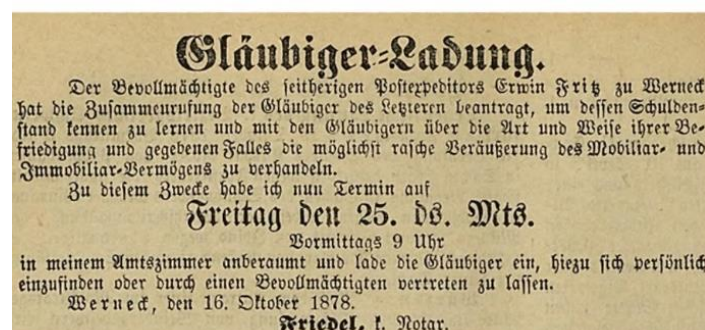 Gläubiger-Ladung.
Der Bevollmächtigte des seitherigen Postexpeditors Erwin Fritz zu Werneck
hat die Zusammenrufung der Gläubiger des Letzteren beantragt, um dessen Schulden-
stand kennen zu lernen und mit den Gläubigern über die Art und Weise ihrer Be-
friedigung und gegebenen Falles die möglichst rasche Veräußerung des Mobiliar- und
Immobiliar-Vermögens zu verhandeln.
Zu diesem Zwecke habe ich nun Termin auf
Freitag den 25. ds. Mts.
Vormittags 9 Uhr
in meinem Amtszimmer anberaumt und lade die Gläubiger ein, hiezu sich persönlich
einzufinden oder durch einen Bevollmächtigten vertreten zu lassen.
Werneck, den 16. Oktober 1878.
Friedel, k. Notar.